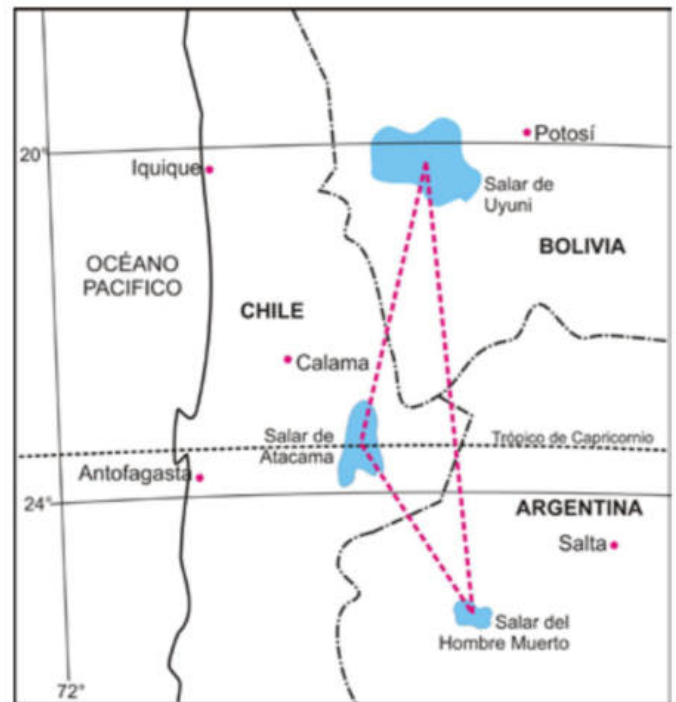 Potosí
20°
Iquique
Salar de
Uyuni
BOLIVIA
OCÉANO
PACIFICO
CHILE
Calama
Salar de
Atacama
Trópico de Capricornio
Antofagasta
24°
ARGENTINA
Salta
Salar del
Hombre Muerto
72°